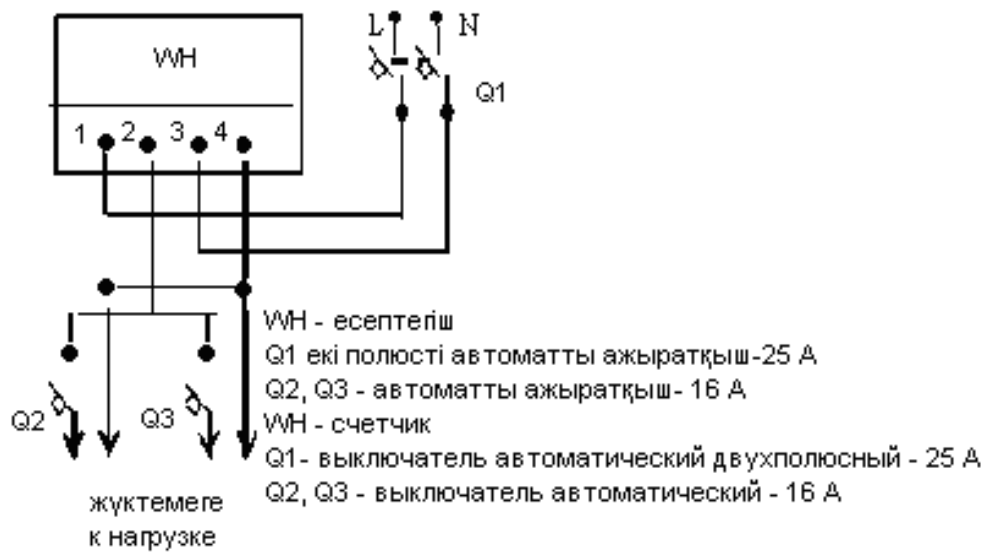 WH
L N
Q1
1 2 3 4
WH - есептегіш
Q1 екі полюсті автоматты ажыратқыш-25 А
Q2, Q3 - автоматты ажыратқыш- 16 А
Q2 Q3
WH - счетчик
Q1- выключатель автоматический двухполюсный - 25 А
Q2, Q3 - выключатель автоматический - 16 А
жүктемеге
к нагрузке